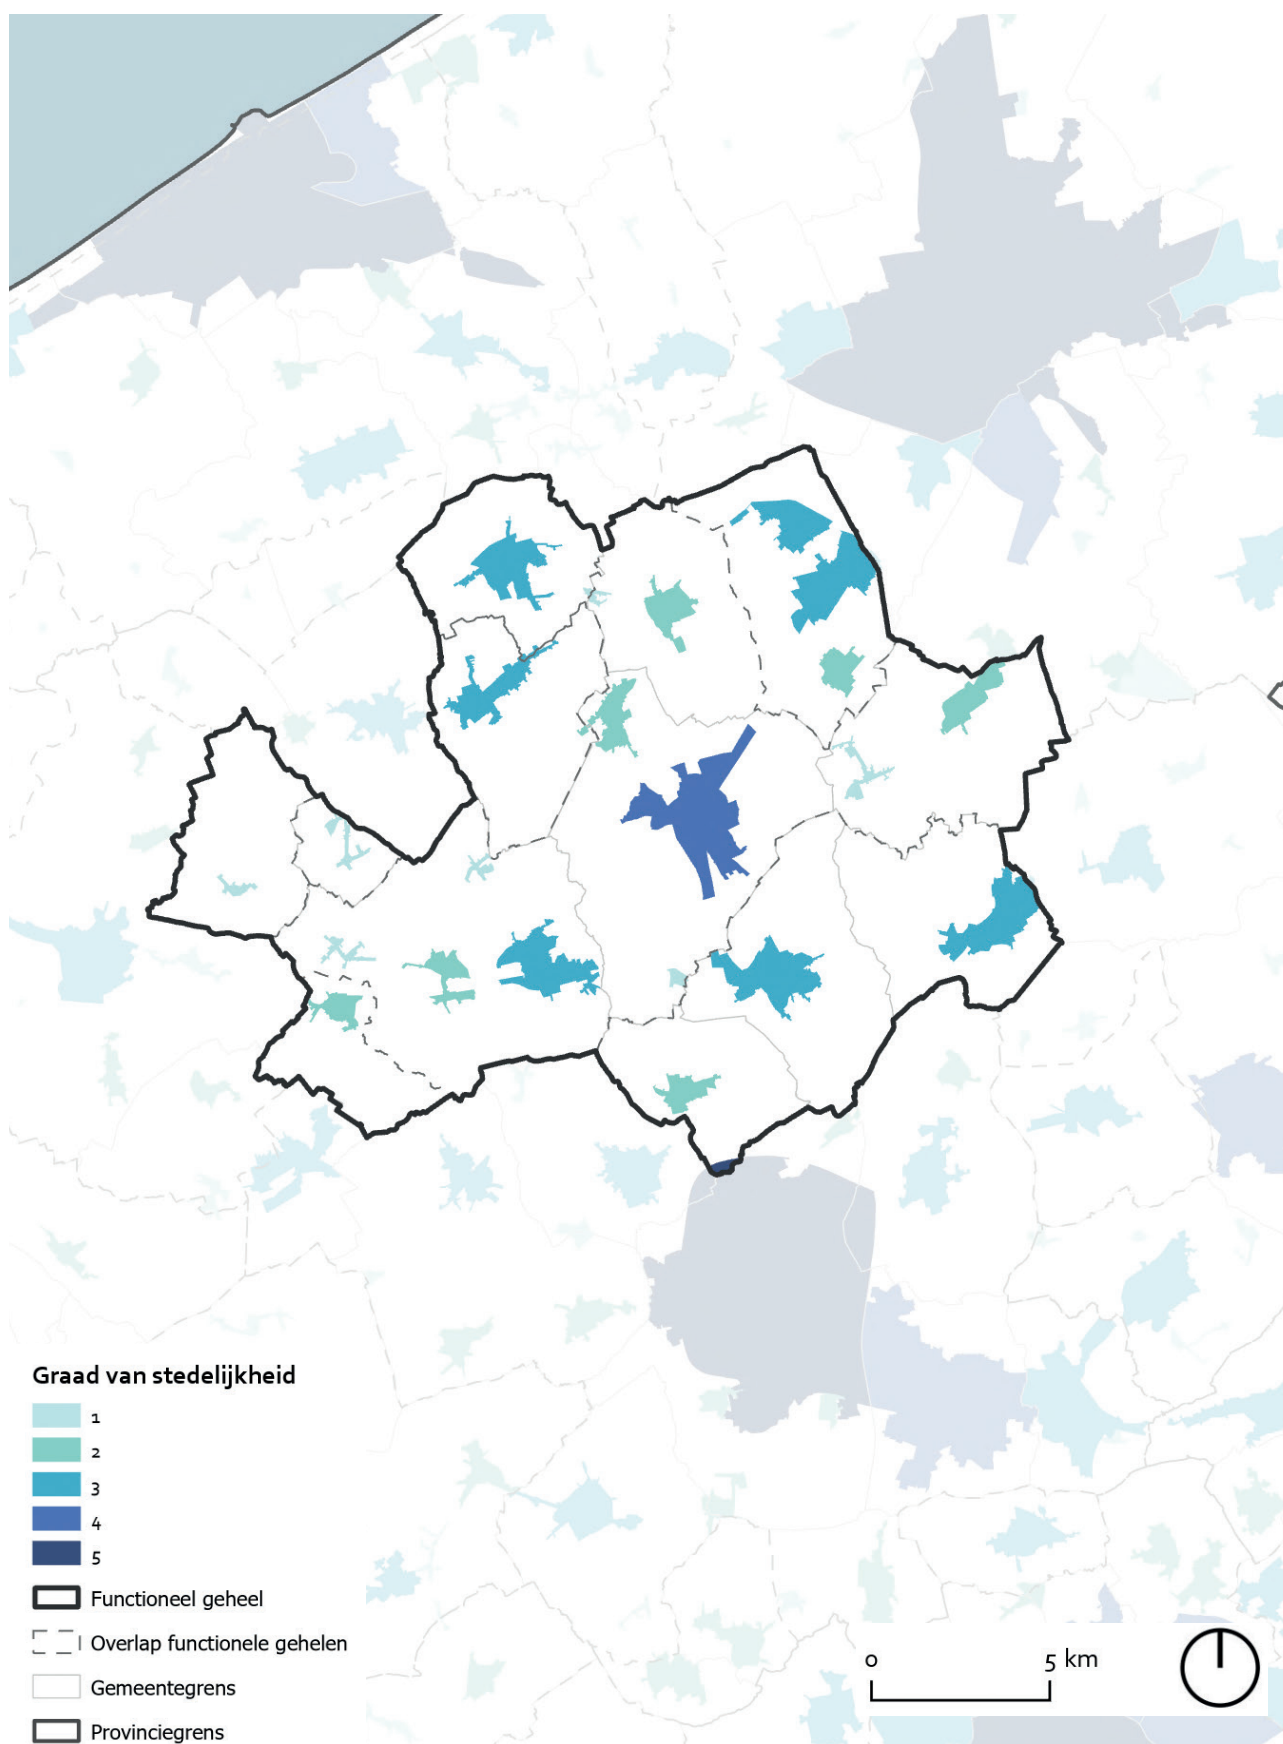 Graad van stedelijkheid
1
2
3
4
5
Functioneel geheel
Overlap functionele gehelen
Gemeentegrens
Provinciegrens
0 5 km